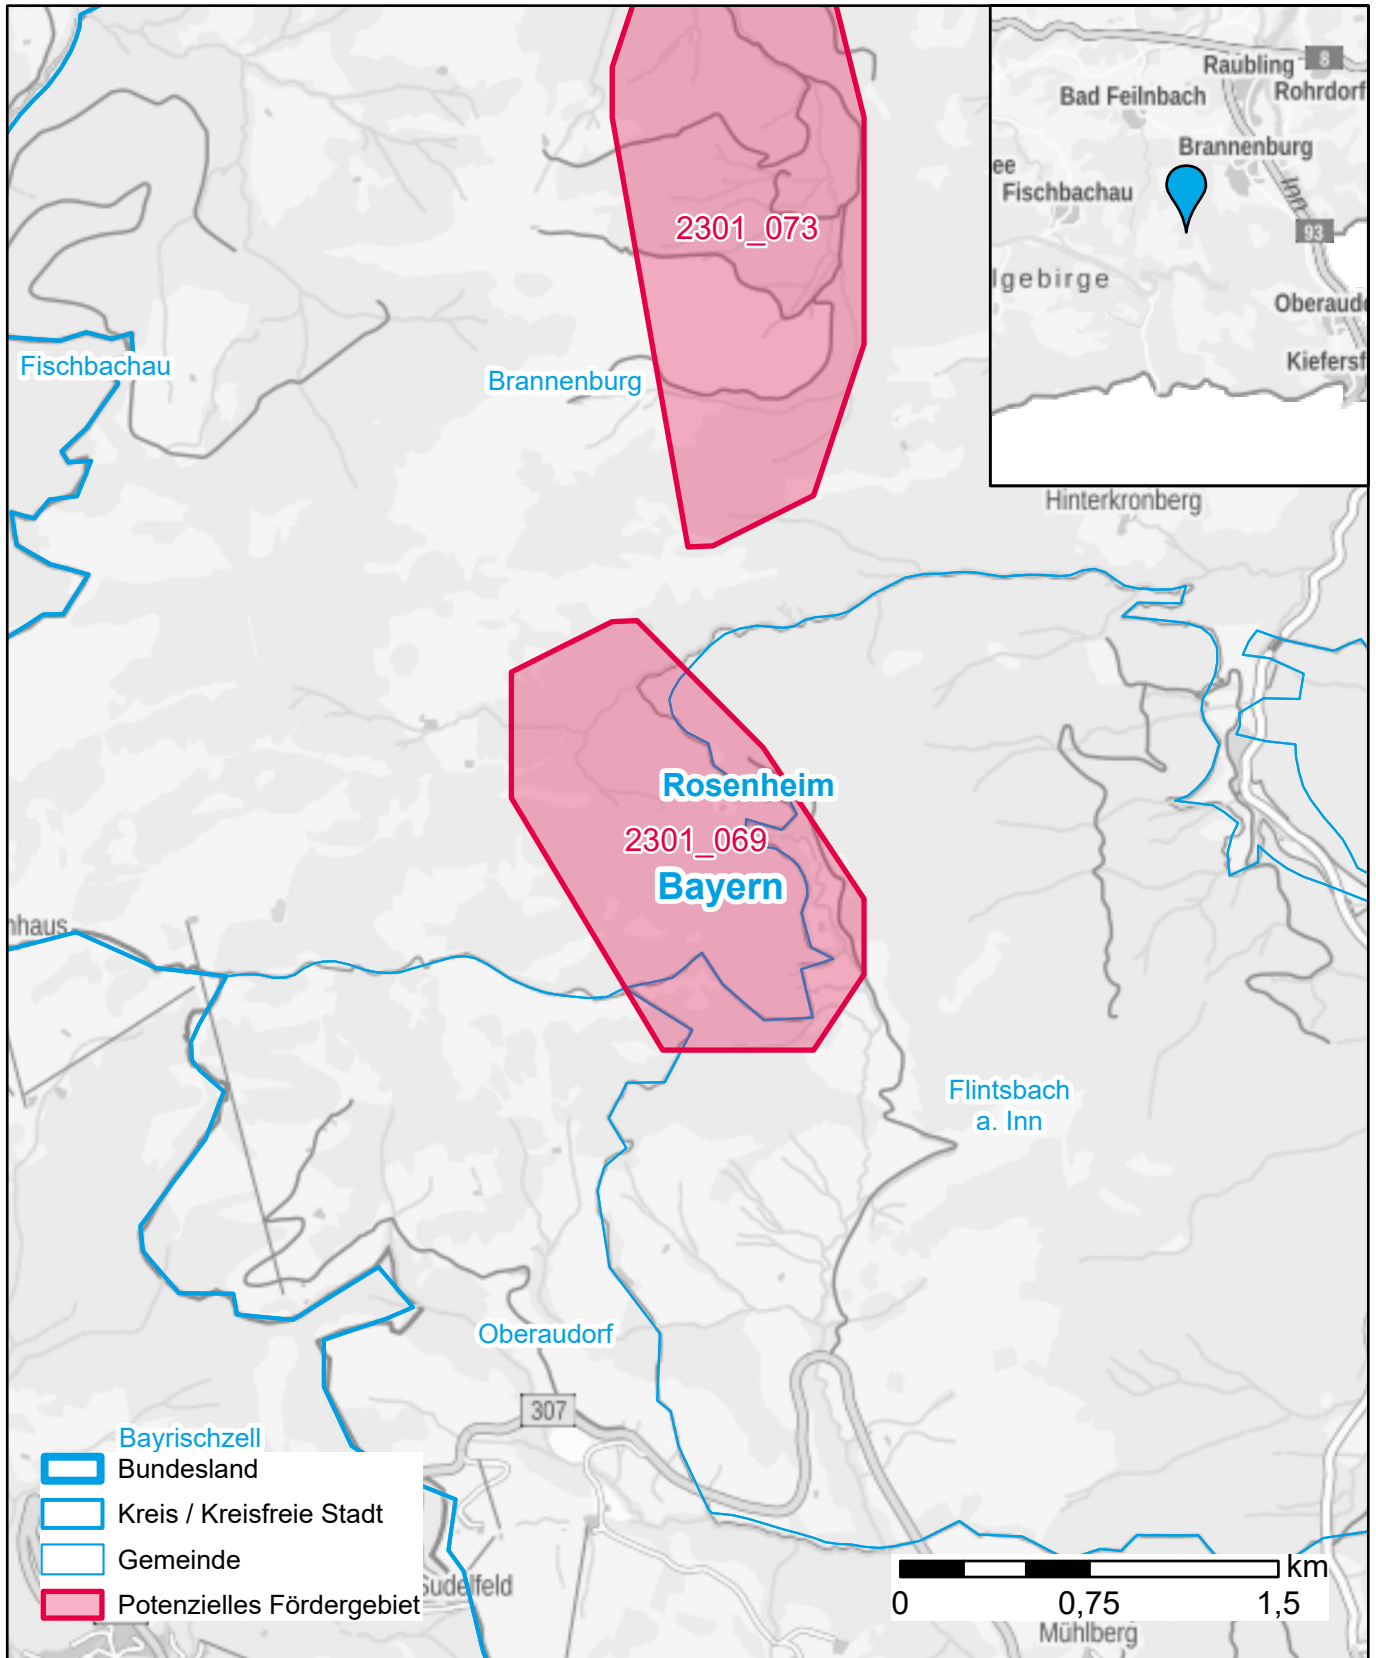 8
Raubling
Rohrdorf
Bad Feilnbach
Brannenburg
ee
Fischbachau
Inn
93
lgebirge
Oberaud
Kiefersf
2301_073
Fischbachau
Brannenburg
Hinterkronberg
Rosenheim
2301_069
Bayern
nhaus
Flintsbach
a. Inn
Oberaudorf
307
Bayrischzell
Bundesland
Kreis / Kreisfreie Stadt
Gemeinde
Potenzielles Fördergebiet
Sudelfeld
km
0 0,75 1,5
Mühlberg